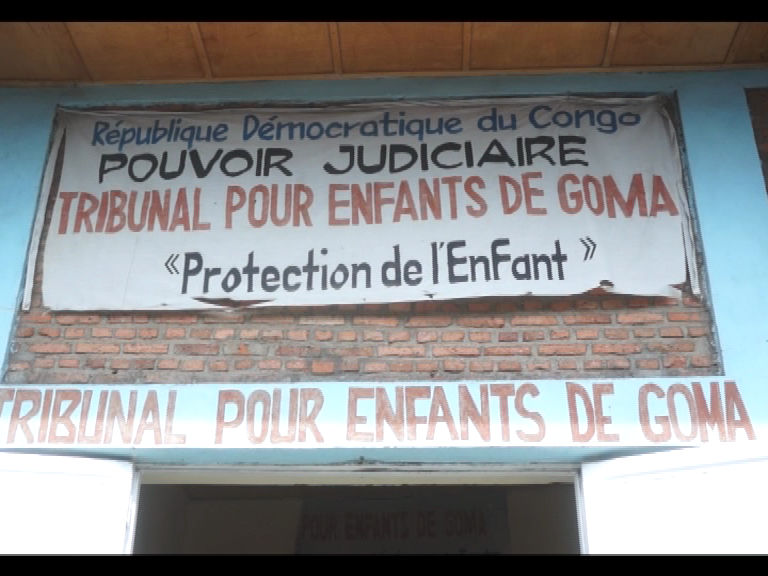 République Démocratique du Congo
POUVOIR JUDICIAIRE
TRIBUNAL POUR ENFANTS DE GOMA
«Protection de l'EnFant»
TRIBUNAL POUR ENFANTS DE GOMA
POUR ENFANTS DE GOMA